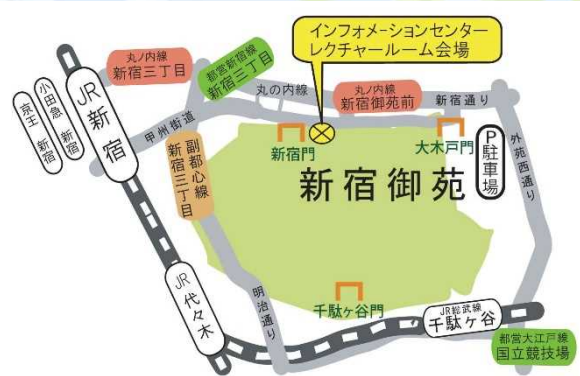 インフォメーションセンター
レクチャールーム会場
丸ノ内線
新宿三丁目
都営新宿線
新宿三丁目
丸の内線
丸ノ内線
新宿御苑前
新宿通り
小田急 新宿
京王 新宿
JR新宿
甲州街道
副都心線
新宿三丁目
新宿門
大木戸門
P駐車場
外苑西通り
新宿御苑
千駄ヶ谷門
JR代々木
明治通り
JR総武線
千駄ヶ谷
都営大江戸線
国立競技場